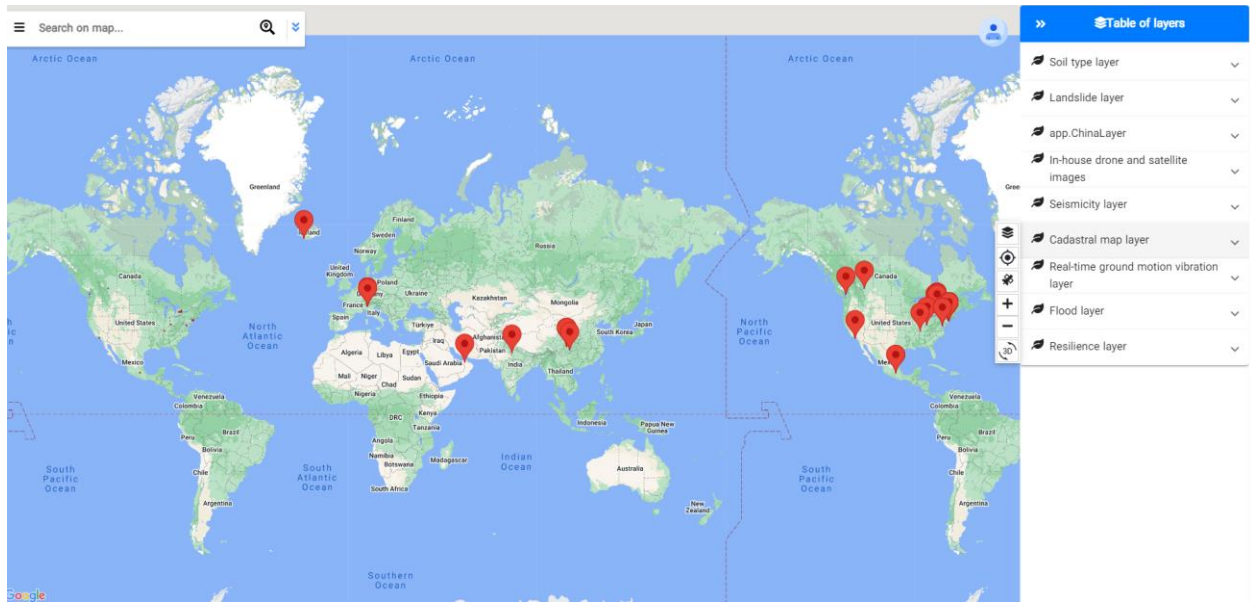 Search on map...
Table of layers
Soil type layer
Landslide layer
app.ChinaLayer
In-house drone and satellite
images
Seismicity layer
Cadastral map layer
Real-time ground motion vibration
layer
Flood layer
Resilience layer
3D
Arctic Ocean
Arctic Ocean
Arctic Ocean
Greenland
Finland
Sweden
Norway
Russia
United
Kingdom
Poland
Ukraine
France
Italy
Spain
Türkiye
Kazakhstan
Mongolia
Japan
South Korea
Afghanistan
Pakistan
Iraq
India
Thailand
Algeria
Libya
Egypt
Saudi Arabia
Mali
Niger
Chad
Sudan
Nigeria
Ethiopia
DRC
Kenya
Tanzania
Angola
Namibia
Botswana
Madagascar
South Africa
Indonesia
Papua New
Guinea
Australia
New
Zealand
Canada
United States
Mexico
Venezuela
Colombia
Peru
Brazil
Bolivia
Chile
Argentina
North
Atlantic
Ocean
South
Pacific
Ocean
South
Atlantic
Ocean
Indian
Ocean
Southern
Ocean
North
Pacific
Ocean
South
Pacific
Ocean
Canada
United States
Venezuela
Colombia
Peru
Brazil
Bolivia
Chile
Argentina
Google